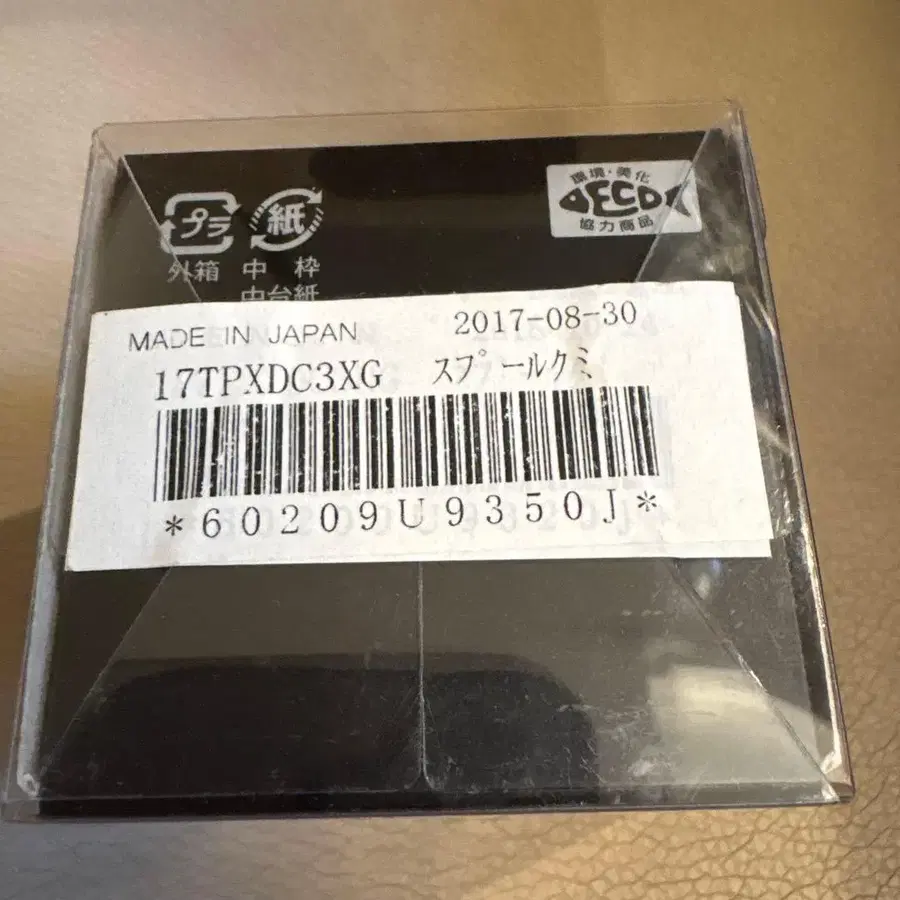 環境・美化
DECO
協力商品
プラ 紙
外箱 中 枠
中台紙
MADE IN JAPAN 2017-08-30
17TPXDC3XG スプールクミ
*60209U9350J*